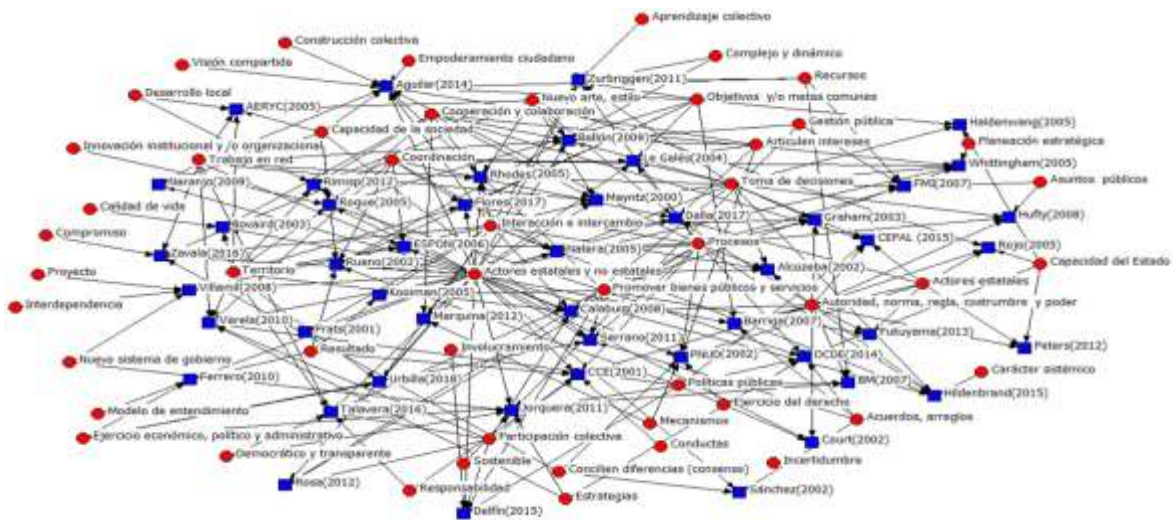 Aprendizaje colectivo
Construcción colectiva
Empoderamiento ciudadano
Complejo y dinámico
Visión compartida
Aguilar(2014)
Zurbriggen(2011)
Recursos
Desarrollo local
AERYC(2005)
Nuevo arte, estilo
Objetivos y/o metas comunes
Cooperación y colaboración
Gestión pública
Haldenvang(2005)
Capacidad de la sociedad
Ballón(2009)
Articulen intereses
Planeación estratégica
Innovación institucional y /o organizacional
Trabajo en red
Coordinación
Le Galés(2004)
Whittingham(2005)
Naranjo(2009)
Rimisp(2012)
Rhodes(2005)
Toma de decisiones
FMI(2007)
Asuntos públicos
Calidad de vida
Roque(2005)
Flores(2017)
Mayntz(2000)
Dalla(2017)
Graham(2003)
Hufty(2008)
Compromiso
Bovaird(2003)
Interacción e intercambio
CEPAL (2015)
Zavala(2016)
ESPON(2006)
Natera(2005)
Procesos
Rojo(2005)
Rueno(2002)
Alcozeba(2002)
Capacidad del Estado
Proyecto
Territorio
Actores estatales y no estatales
Villamil(2008)
Kooiman(2005)
Promover bienes públicos y servicios
Actores estatales
Interdependencia
Calabuig(2008)
Autoridad, norma, regla, costrumbre y poder
Varela(2010)
Marquina(2012)
Barriga(2007)
Prats(2001)
Serrano(2011)
Fukuyama(2013)
Nuevo sistema de gobierno
Resultado
Involucramiento
PNUD(2002)
OCDE(2014)
Peters(2012)
Ferrero(2010)
Urbilla(2018)
CCE(2001)
Políticas públicas
BM(2007)
Carácter sistémico
Hildenbrand(2015)
Modelo de entendimiento
Talavera(2016)
Jorquera(2011)
Ejercicio del derecho
Mecanismos
Acuerdos, arreglos
Ejercicio económico, político y administrativo
Participación colectiva
Conductas
Court(2002)
Democrático y transparente
Sostenible
Concilien diferencias (consenso)
Incertidumbre
Rosa(2012)
Responsabilidad
Estrategias
Sánchez(2002)
Delfín(2015)